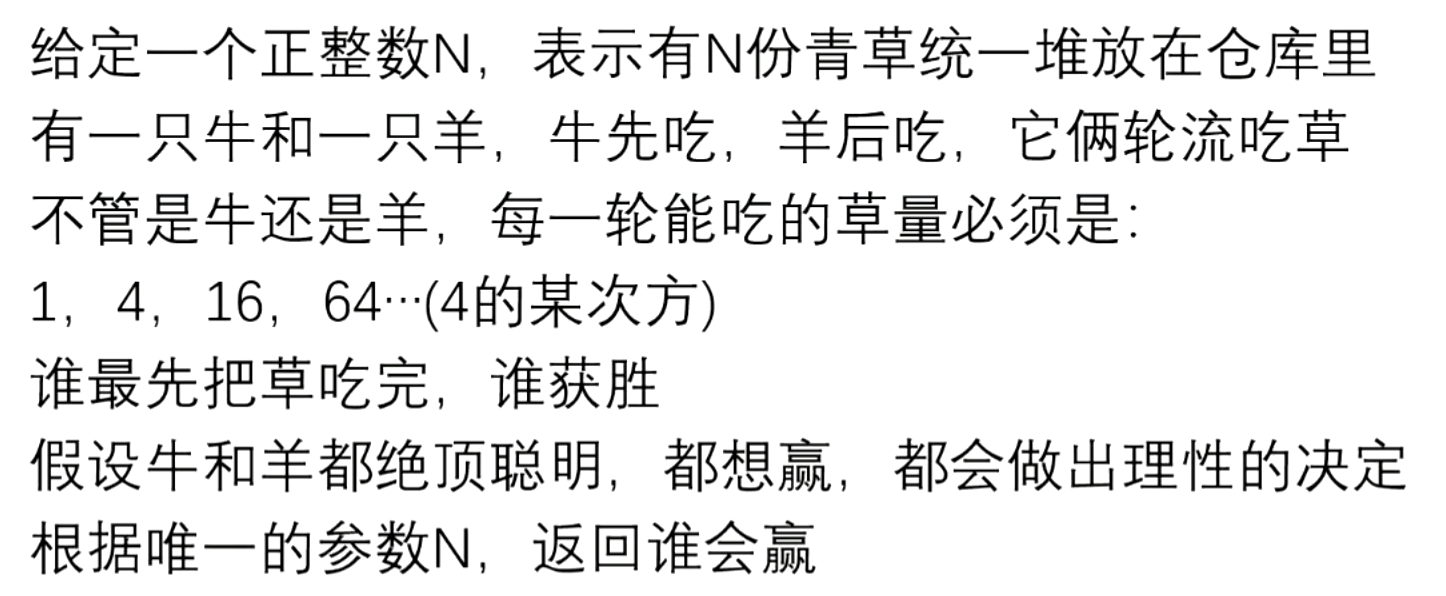 给定一个正整数N，表示有N份青草统一堆放在仓库里
有一只牛和一只羊，牛先吃，羊后吃，它俩轮流吃草
不管是牛还是羊，每一轮能吃的草量必须是：
1，4，16，64…(4的某次方)
谁最先把草吃完，谁获胜
假设牛和羊都绝顶聪明，都想赢，都会做出理性的决定
根据唯一的参数N，返回谁会赢